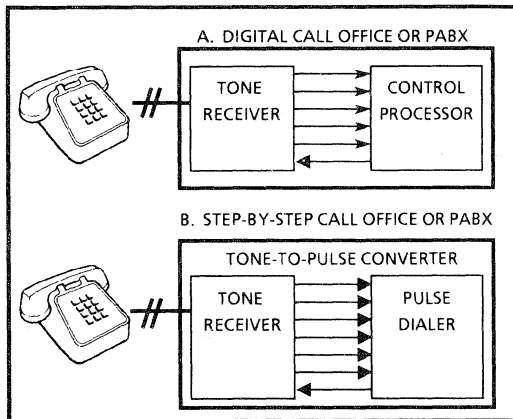 A. DIGITAL CALL OFFICE OR PABX
TONE
RECEIVER
CONTROL
PROCESSOR
B. STEP-BY-STEP CALL OFFICE OR PABX
TONE-TO-PULSE CONVERTER
TONE
RECEIVER
PULSE
DIALER